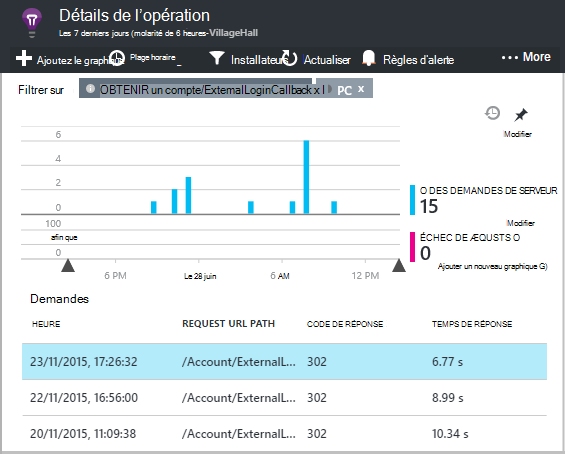 Détails de l'opération
Les 7 derniers jours (molarité de 6 heures-VillageHall
Ajoutez le graphique Plage horaire _ Installateurs Actualiser Règles d'alerte ... More
Filtrer sur OBTENIR un compte/ExternalLoginCallback x I PC x
Modifier
6
4
2
0
O DES DEMANDES DE SERVEUR
15
100
Modifier
afin que
ÉCHEC DE ÆQUSTS O
0
0
Ajouter un nouveau graphique G)
6 PM Le 28 juin 6 AM 12 PM
Demandes
HEURE REQUEST URL PATH CODE DE RÉPONSE TEMPS DE RÉPONSE
23/11/2015, 17:26:32 /Account/ExternalL... 302 6.77 s
22/11/2015, 16:56:00 /Account/ExternalL... 302 8.99 s
20/11/2015, 11:09:38 /Account/ExternalL... 302 10.34 s